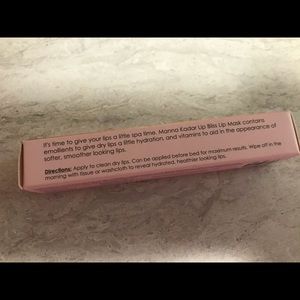 It's time to give your lips a little spa time. Manna Kadar Lip Bliss Lip Mask contains
emollients to give dry lips a little hydration, and vitamins to aid in the appearance of
softer, smoother looking lips.
Directions: Apply to clean dry lips. Can be applied before bed for maximum results. Wipe off in the
morning with tissue or washcloth to reveal hydrated, healthier looking lips.